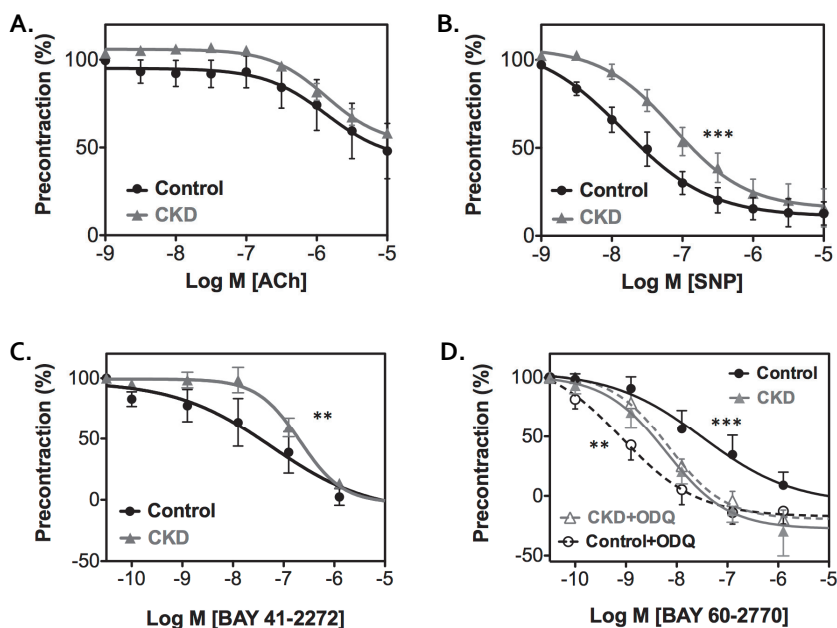 A.
Precontraction (%)
100
50
0
Control
CKD
-9 -8 -7 -6 -5
Log M [ACh]
B.
Precontraction (%)
100
50
0
***
Control
CKD
-9 -8 -7 -6 -5
Log M [SNP]
C.
Precontraction (%)
100
50
0
-50
**
Control
CKD
-10 -9 -8 -7 -6 -5
Log M [BAY 41-2272]
D.
Precontraction (%)
100
50
0
-50
Control
CKD
***
**
CKD+ODQ
Control+ODQ
-10 -9 -8 -7 -6 -5
Log M [BAY 60-2770]